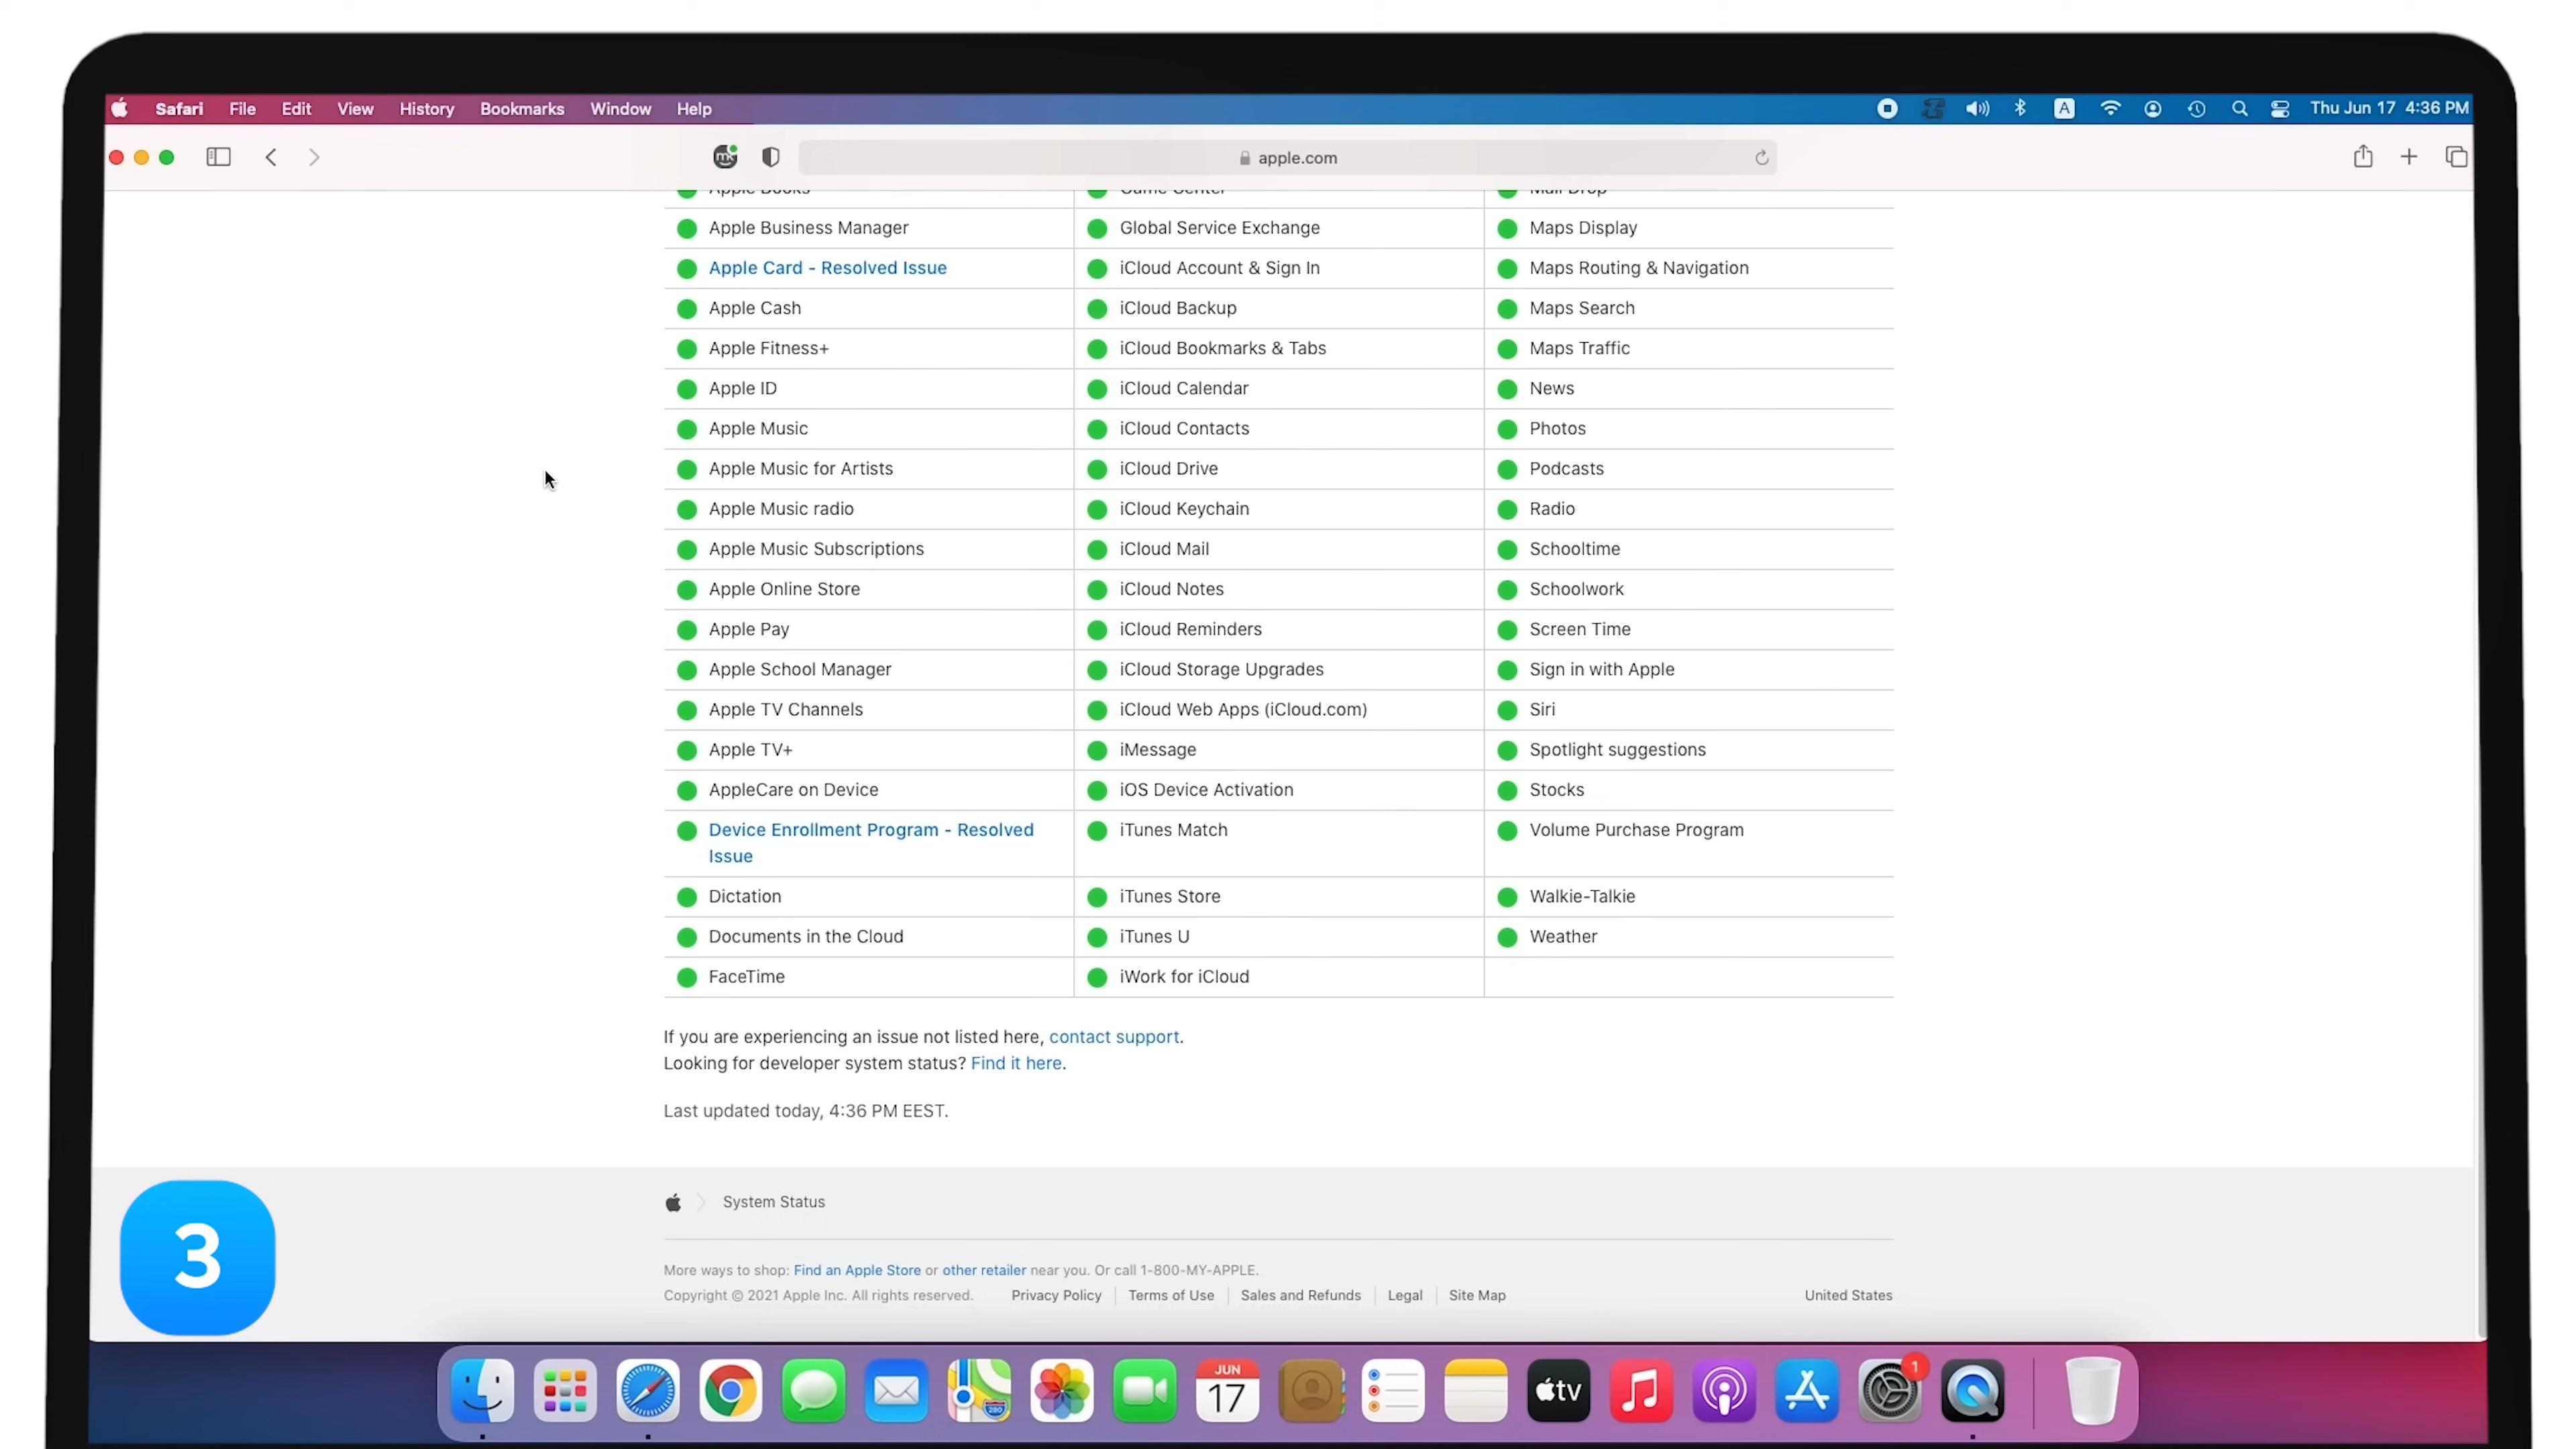 Safari File Edit View History Bookmarks Window Help
A
Thu Jun 17 4:36 PM
mk
apple.com
Apple Books Game Center Mail Drop
Apple Business Manager Global Service Exchange Maps Display
Apple Card - Resolved Issue iCloud Account & Sign In Maps Routing & Navigation
Apple Cash iCloud Backup Maps Search
Apple Fitness+ iCloud Bookmarks & Tabs Maps Traffic
Apple ID iCloud Calendar News
Apple Music iCloud Contacts Photos
Apple Music for Artists iCloud Drive Podcasts
Apple Music radio iCloud Keychain Radio
Apple Music Subscriptions iCloud Mail Schooltime
Apple Online Store iCloud Notes Schoolwork
Apple Pay iCloud Reminders Screen Time
Apple School Manager iCloud Storage Upgrades Sign in with Apple
Apple TV Channels iCloud Web Apps (iCloud.com) Siri
Apple TV+ iMessage Spotlight suggestions
AppleCare on Device iOS Device Activation Stocks
Device Enrollment Program - Resolved iTunes Match Volume Purchase Program
Issue
Dictation iTunes Store Walkie-Talkie
Documents in the Cloud iTunes U Weather
FaceTime iWork for iCloud
If you are experiencing an issue not listed here, contact support.
Looking for developer system status? Find it here.
Last updated today, 4:36 PM EEST.
System Status
3
More ways to shop: Find an Apple Store or other retailer near you. Or call 1-800-MY-APPLE.
Copyright © 2021 Apple Inc. All rights reserved. Privacy Policy Terms of Use Sales and Refunds Legal Site Map United States
JUN
17
280
tv
1